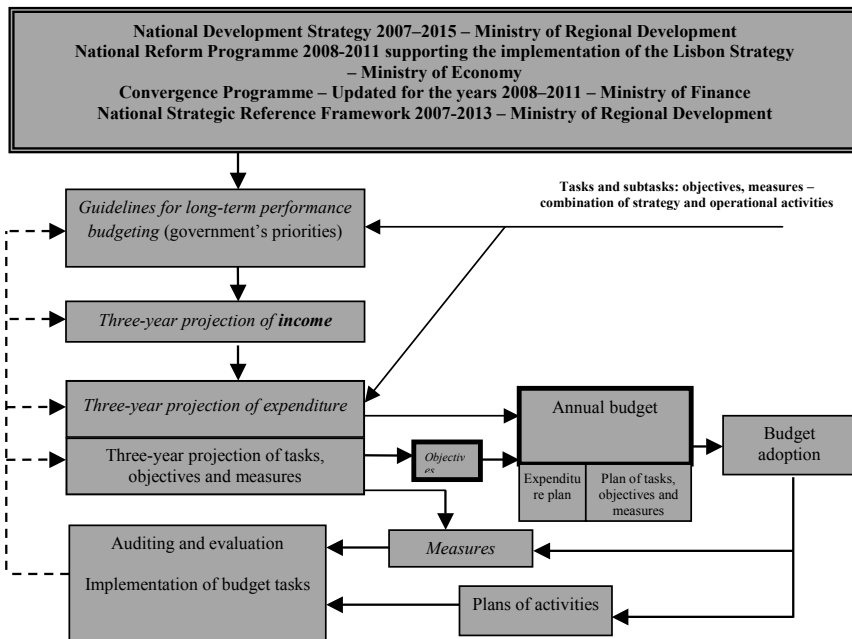 National Development Strategy 2007–2015 – Ministry of Regional Development
National Reform Programme 2008-2011 supporting the implementation of the Lisbon Strategy
– Ministry of Economy
Convergence Programme – Updated for the years 2008–2011 – Ministry of Finance
National Strategic Reference Framework 2007-2013 – Ministry of Regional Development
Tasks and subtasks: objectives, measures –
combination of strategy and operational activities
Guidelines for long-term performance
budgeting (government’s priorities)
Three-year projection of income
Three-year projection of expenditure
Three-year projection of tasks,
objectives and measures
Objectiv
es
Annual budget
Expenditu
re plan
Plan of tasks,
objectives and
measures
Budget
adoption
Auditing and evaluation
Implementation of budget tasks
Measures
Plans of activities